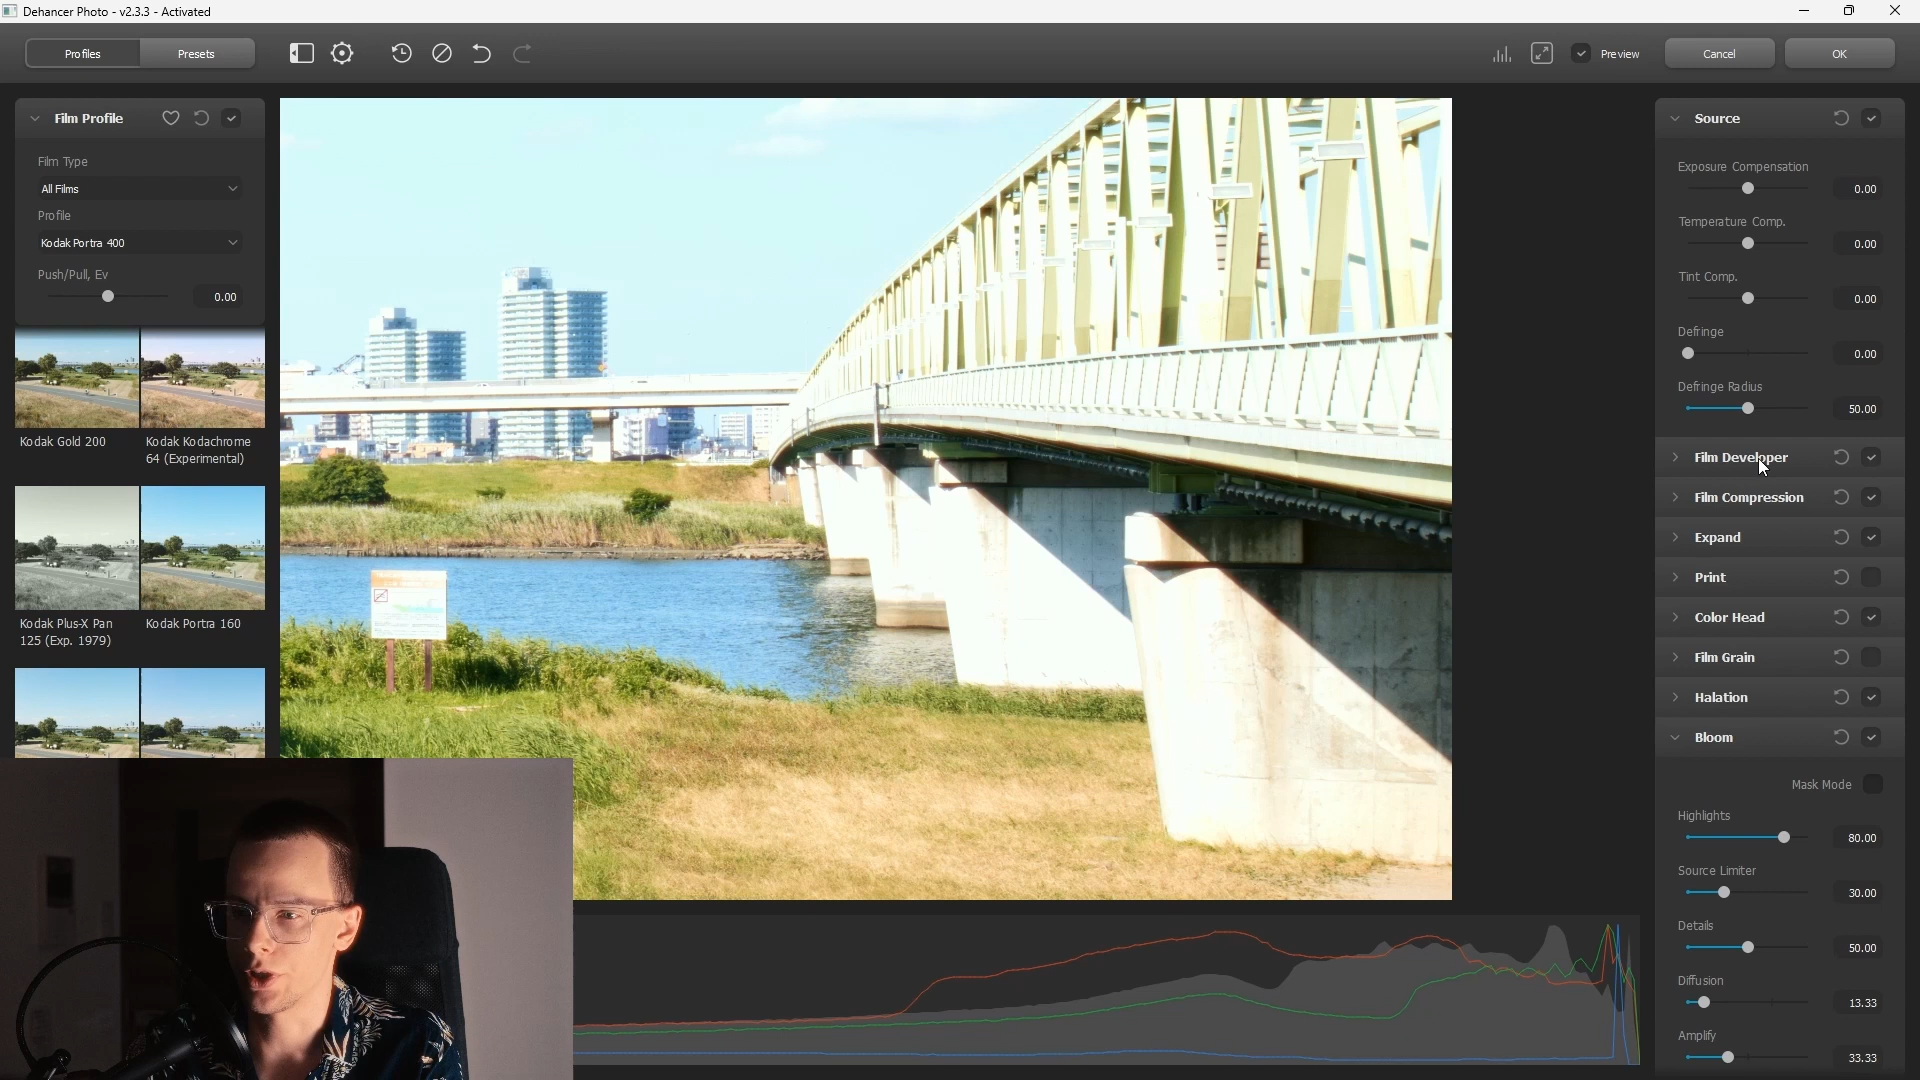 Dehancer Photo - v2.3.3 - Activated
Profiles
Presets
Preview
Cancel
OK
Film Profile
Film Type
All Films
Profile
Kodak Portra 400
Push/Pull, Ev
0.00
Kodak Gold 200
Kodak Kodachrome
64 (Experimental)
Kodak Plus-X Pan
125 (Exp. 1979)
Kodak Portra 160
Source
Exposure Compensation
0.00
Temperature Comp.
0.00
Tint Comp.
0.00
Defringe
0.00
Defringe Radius
50.00
Film Developer
Film Compression
Expand
Print
Color Head
Film Grain
Halation
Bloom
Mask Mode
Highlights
80.00
Source Limiter
30.00
Details
50.00
Diffusion
13.33
Amplify
33.33